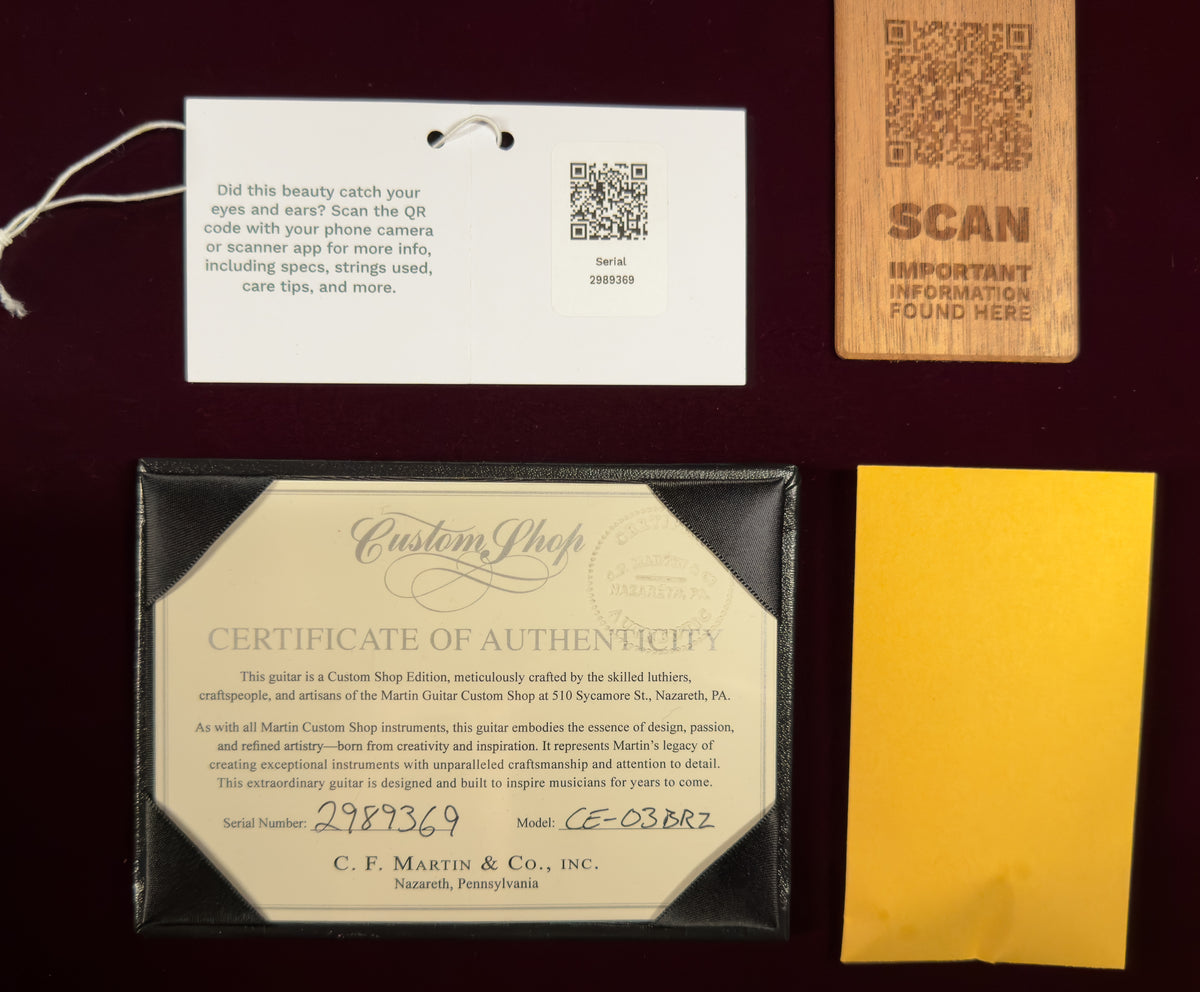 Did this beauty catch your
eyes and ears? Scan the QR
code with your phone camera
or scanner app for more info,
including specs, strings used,
care tips, and more.
Serial
2989369
SCAN
IMPORTANT
INFORMATION
FOUND HERE
Custom Shop
CERTIFICATE OF AUTHENTICITY
This guitar is a Custom Shop Edition, meticulously crafted by the skilled luthiers,
craftspeople, and artisans of the Martin Guitar Custom Shop at 510 Sycamore St., Nazareth, PA.
As with all Martin Custom Shop instruments, this guitar embodies the essence of design, passion,
and refined artistry—born from creativity and inspiration. It represents Martin's legacy of
creating exceptional instruments with unparalleled craftsmanship and attention to detail.
This extraordinary guitar is designed and built to inspire musicians for years to come.
Serial Number: 2989369 Model: CE-03BRZ
C. F. MARTIN & CO., INC.
Nazareth, Pennsylvania
C.F. MARTIN & CO
NAZARETH, PA.